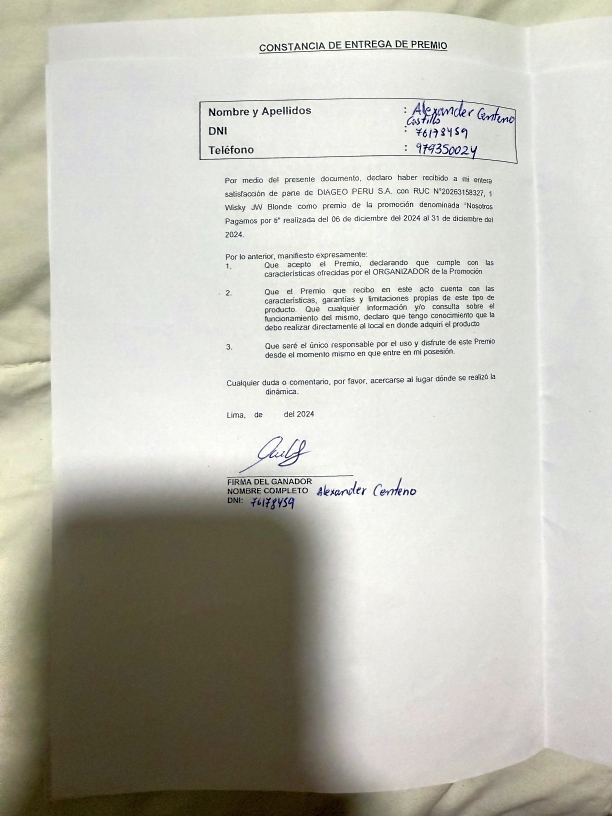 CONSTANCIA DE ENTREGA DE PREMIO
Nombre y Apellidos : Alexander Centeno
Castillo
DNI : 76178459
Teléfono : 979350024
Por medio del presente documento, declaro haber recibido a mi entera
satisfacción de parte de DIAGEO PERU S.A. con RUC N°20263158327, 1
Wisky JW Blonde como premio de la promoción denominada "Nosotros
Pagamos por ti" realizada del 06 de diciembre del 2024 al 31 de diciembre del
2024.
Por lo anterior, manifiesto expresamente:
1. Que acepto el Premio, declarando que cumple con las
características ofrecidas por el ORGANIZADOR de la Promoción
2. Que el Premio que recibo en este acto cuenta con las
características, garantías y limitaciones propias de este tipo de
producto. Que cualquier información y/o consulta sobre el
funcionamiento del mismo, declaro que tengo conocimiento que la
debo realizar directamente al local en donde adquirí el producto
3. Que seré el único responsable por el uso y disfrute de este Premio
desde el momento mismo en que entre en mi posesión.
Cualquier duda o comentario, por favor, acercarse al lugar dónde se realizó la
dinámica.
Lima, de del 2024
FIRMA DEL GANADOR
NOMBRE COMPLETO Alexander Centeno
DNI: 76178459